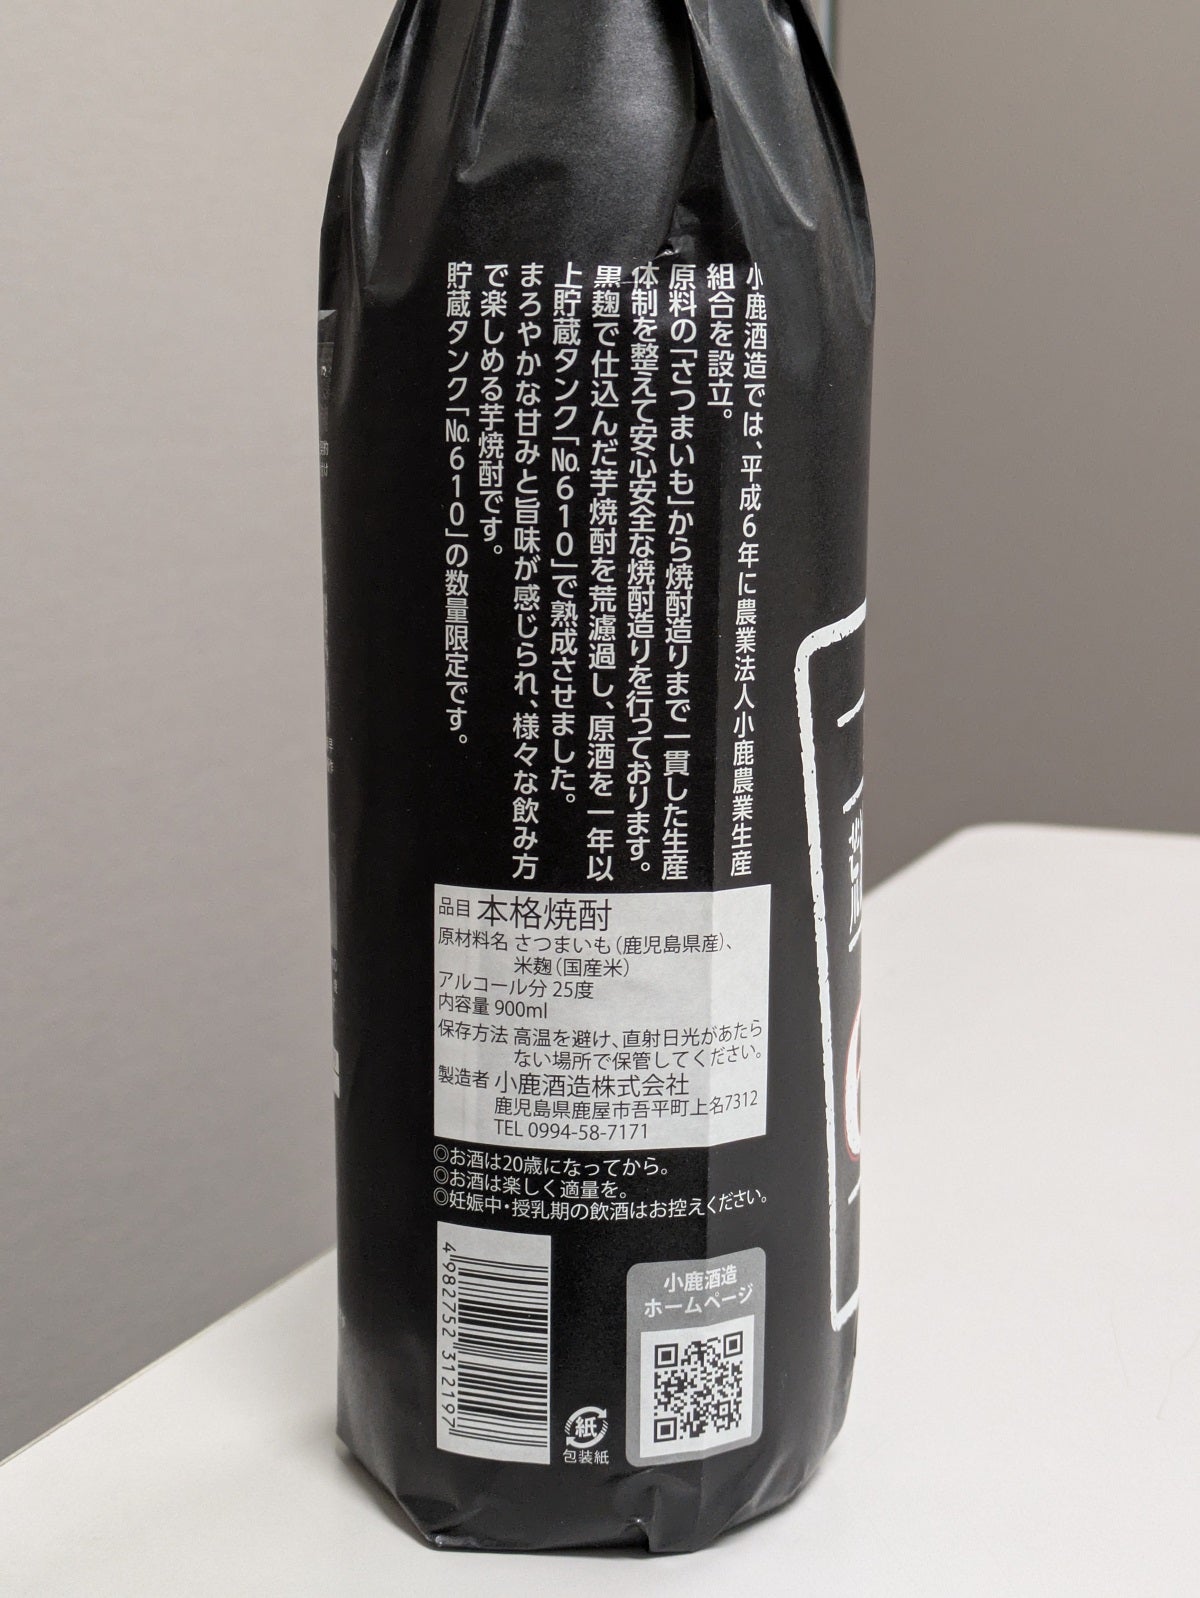 小鹿酒造では、平成6年に農業法人小鹿農業生産
組合を設立。
原料の「さつまいも」から焼酎造りまで一貫した生産
体制を整えて安心安全な焼酎造りを行っております。
黒麹で仕込んだ芋焼酎を荒濾過し、原酒を一年以
上貯蔵タンク「№610」で熟成させました。
まろやかな甘みと旨味が感じられ、様々な飲み方
で楽しめる芋焼酎です。
貯蔵タンク「№610」の数量限定です。
品目 本格焼酎
原材料名 さつまいも(鹿児島県産)、
米麹(国産米)
アルコール分 25度
内容量 900ml
保存方法 高温を避け、直射日光があたら
ない場所で保管してください。
製造者 小鹿酒造株式会社
鹿児島県鹿屋市吾平町上名7312
TEL 0994-58-7171
◎お酒は20歳になってから。
◎お酒は楽しく適量を。
◎妊娠中・授乳期の飲酒はお控えください。
4 982752 312197
紙
包装紙
小鹿酒造
ホームページ